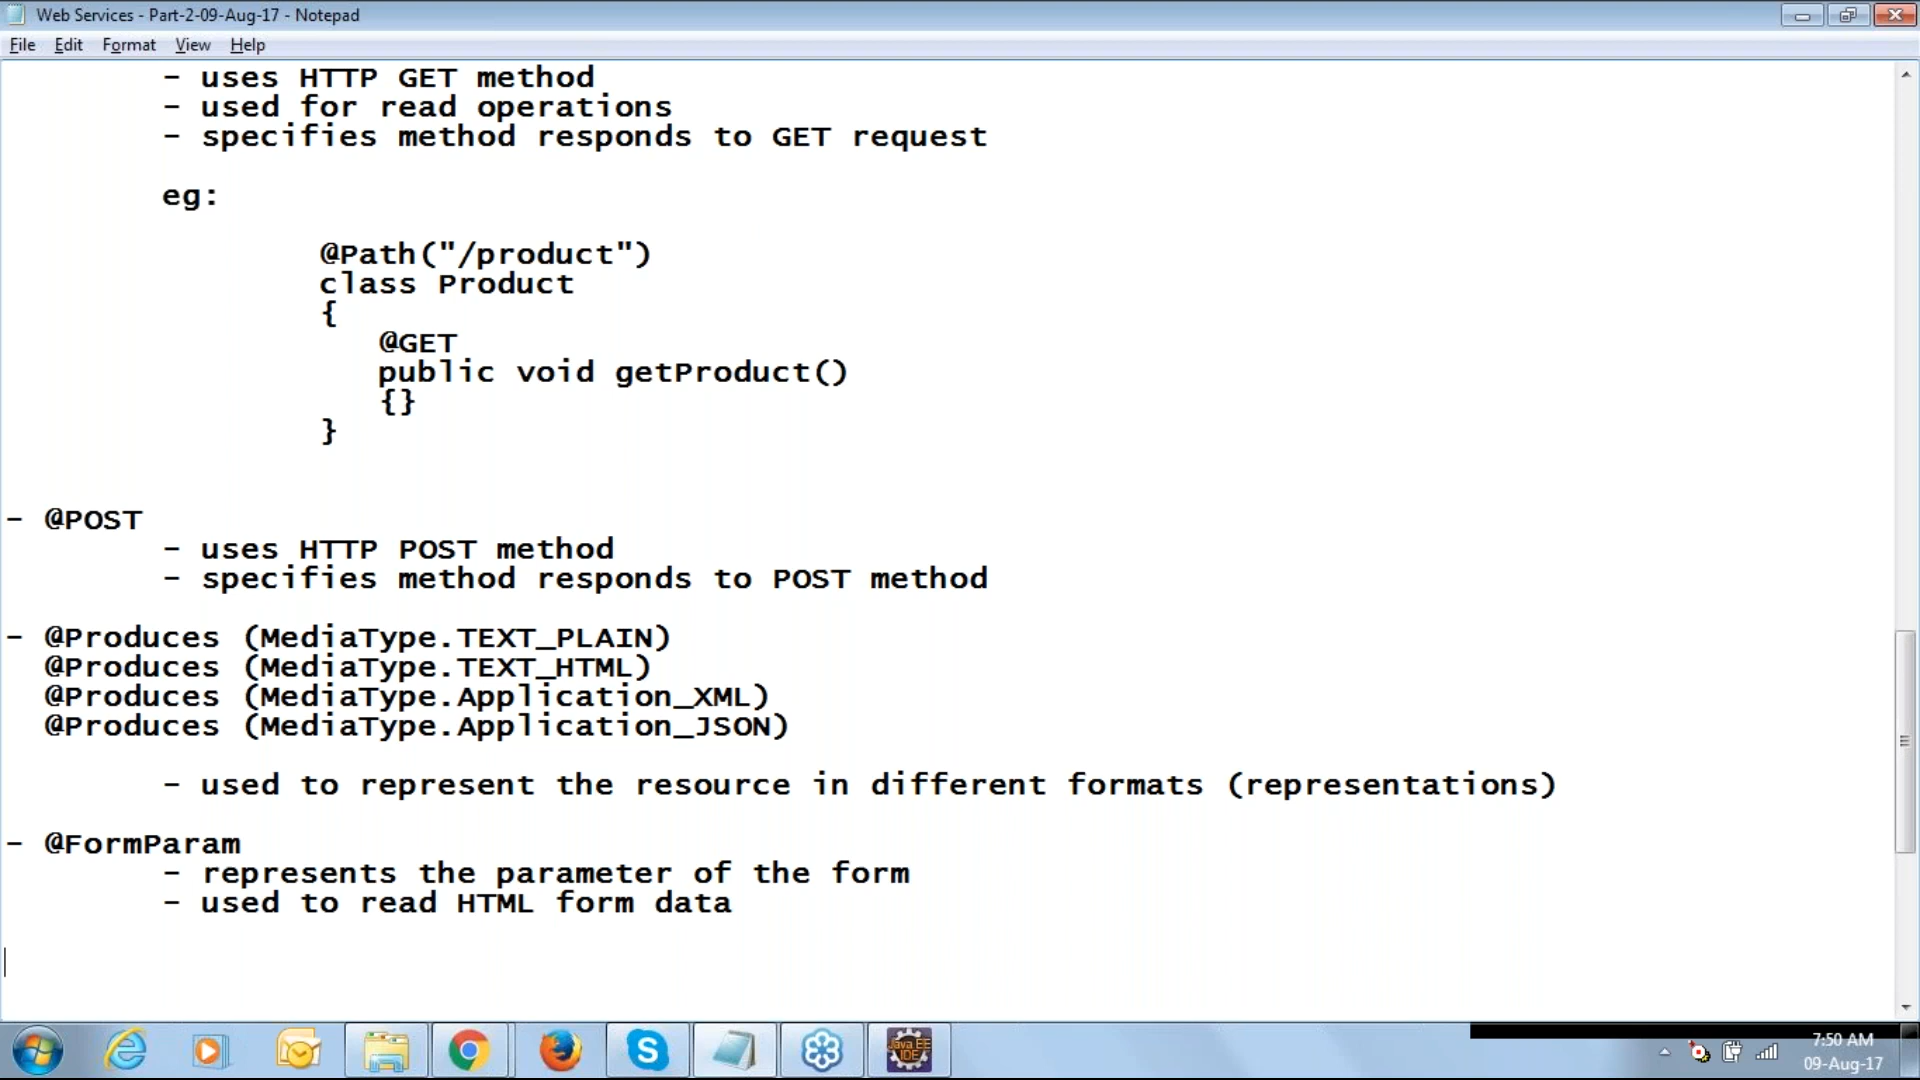 Web Services - Part-2-09-Aug-17 - Notepad
File Edit Format View Help
- uses HTTP GET method
- used for read operations
- specifies method responds to GET request
eg:
@Path("/product")
class Product
{
@GET
public void getProduct()
{}
}
- @POST
- uses HTTP POST method
- specifies method responds to POST method
- @Produces (MediaType.TEXT_PLAIN)
@Produces (MediaType.TEXT_HTML)
@Produces (MediaType.Application_XML)
@Produces (MediaType.Application_JSON)
- used to represent the resource in different formats (representations)
- @FormParam
- represents the parameter of the form
- used to read HTML form data
Java EE
IDE
7:50 AM
09-Aug-17